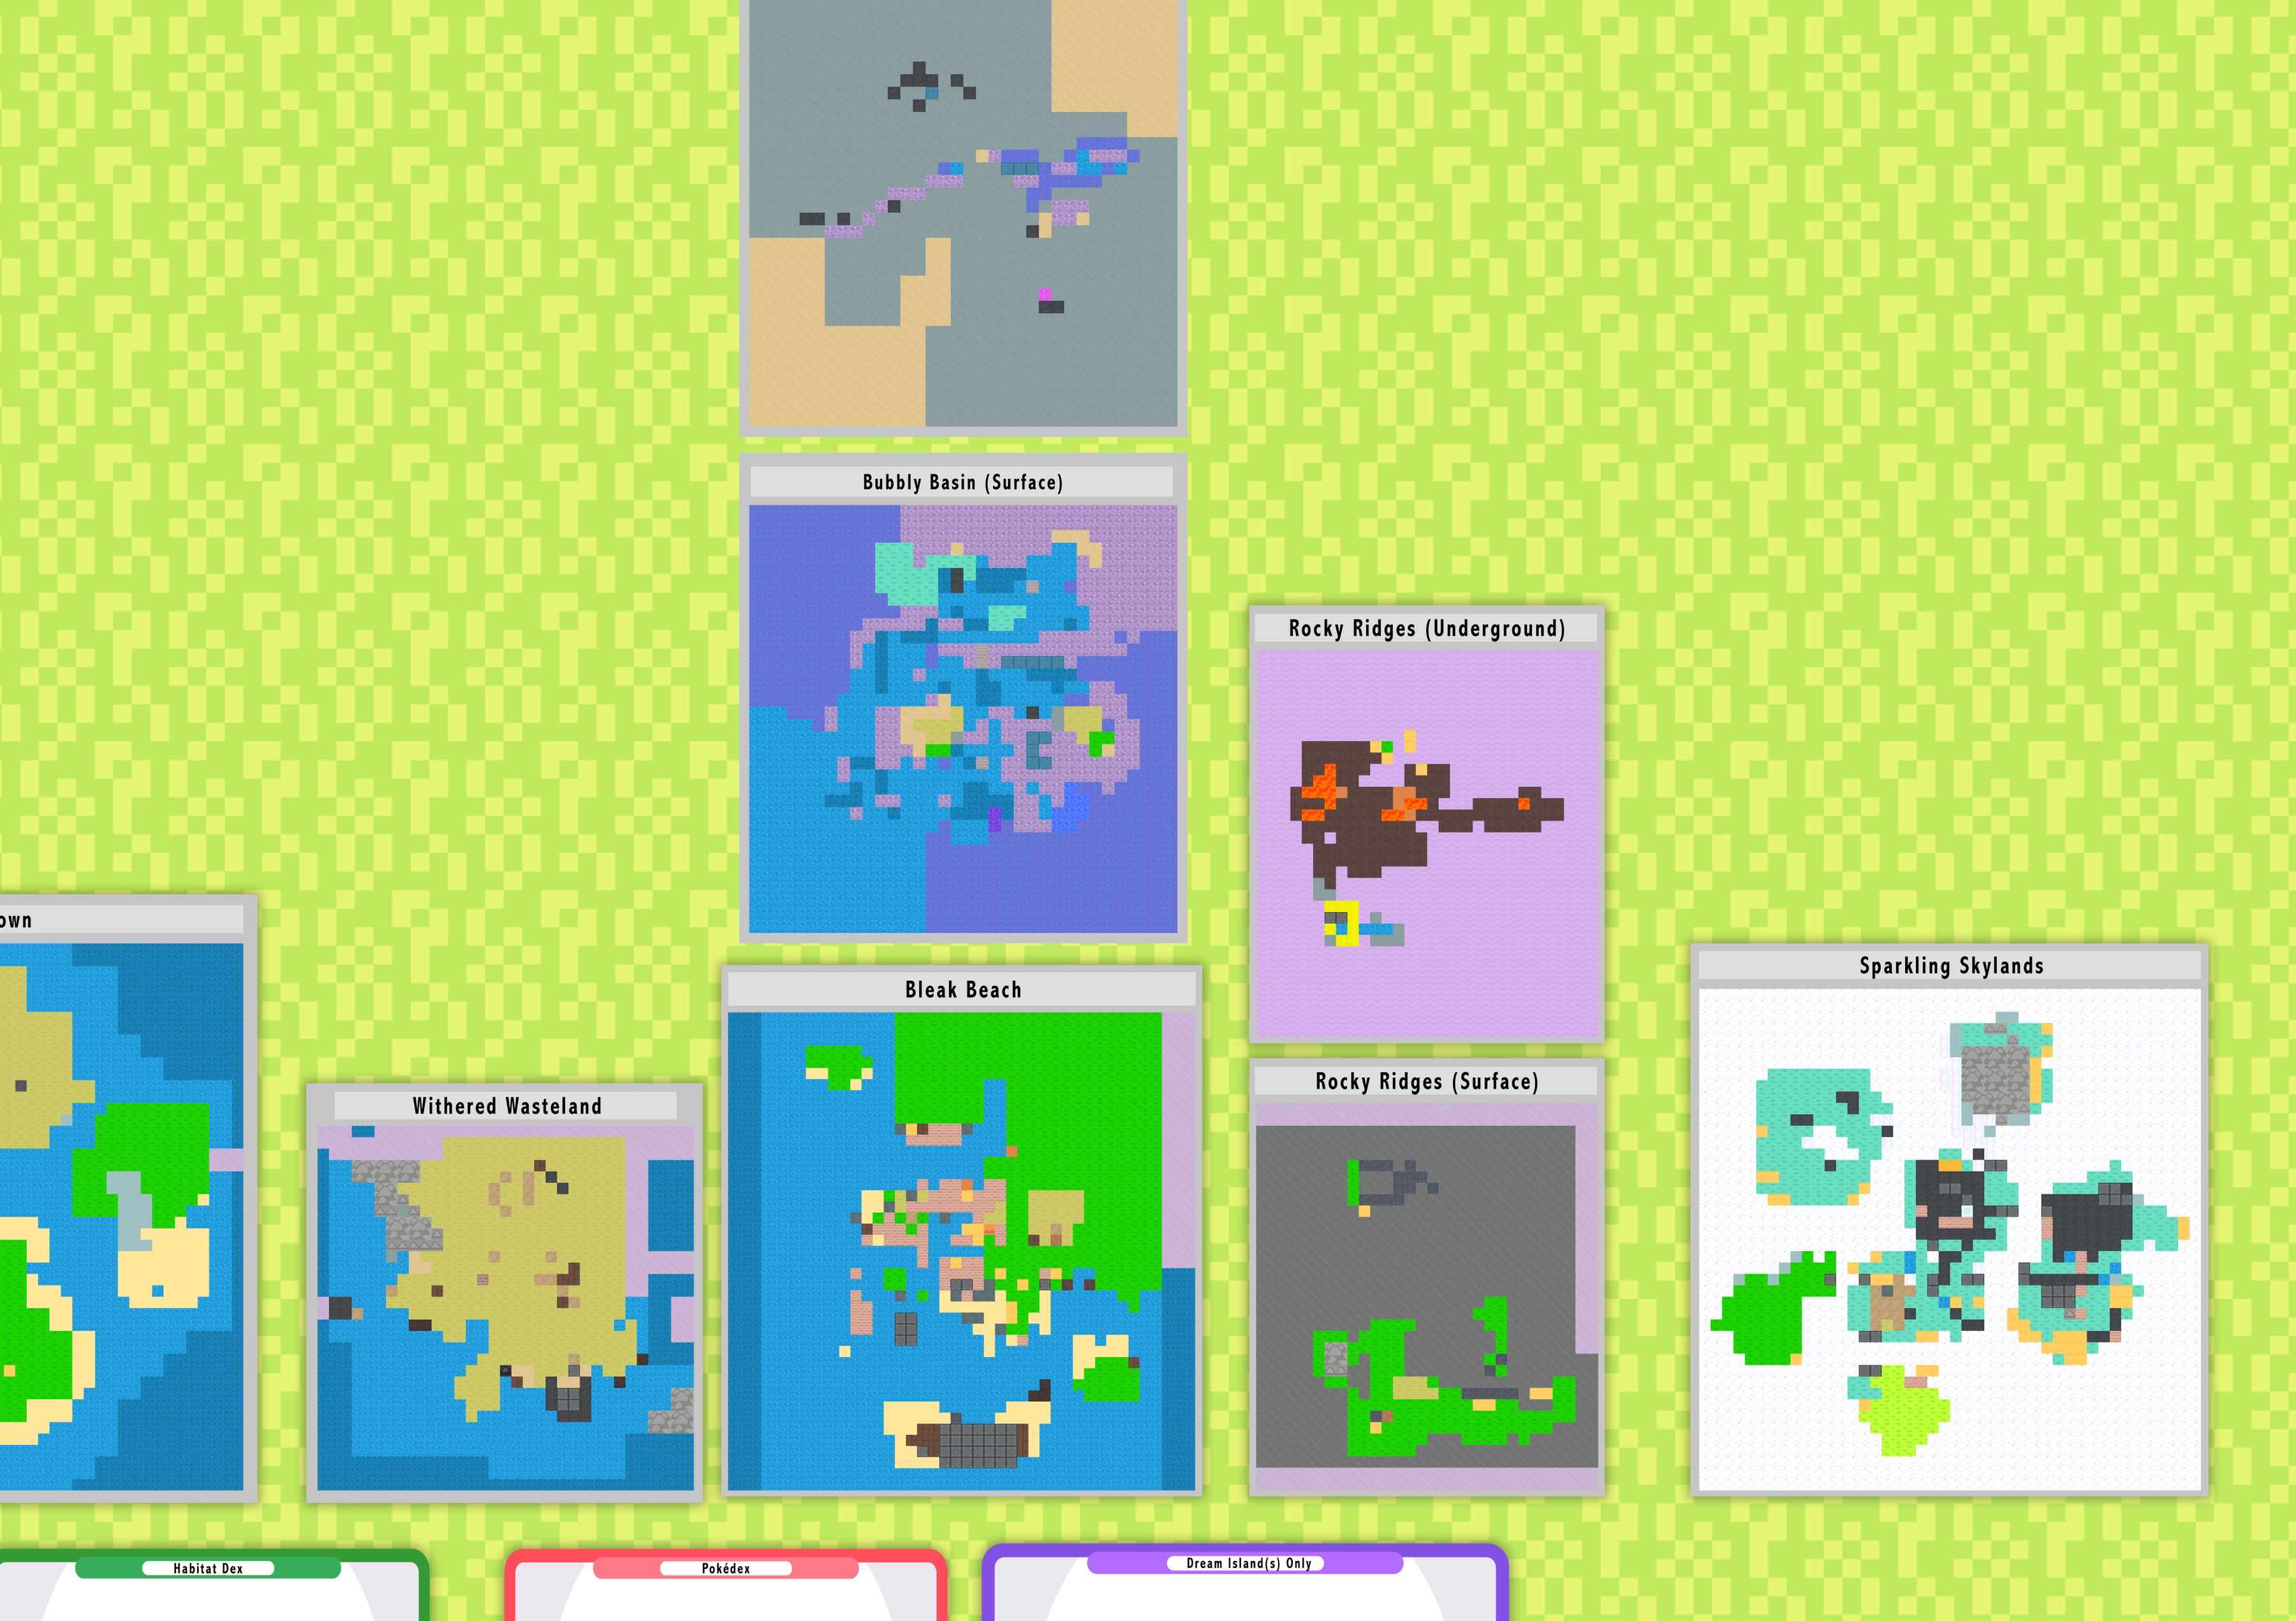 Bubbly Basin (Surface)
Rocky Ridges (Underground)
own
Sparkling Skylands
Bleak Beach
Rocky Ridges (Surface)
Withered Wasteland
Habitat Dex
Pokédex
Dream Island(s) Only